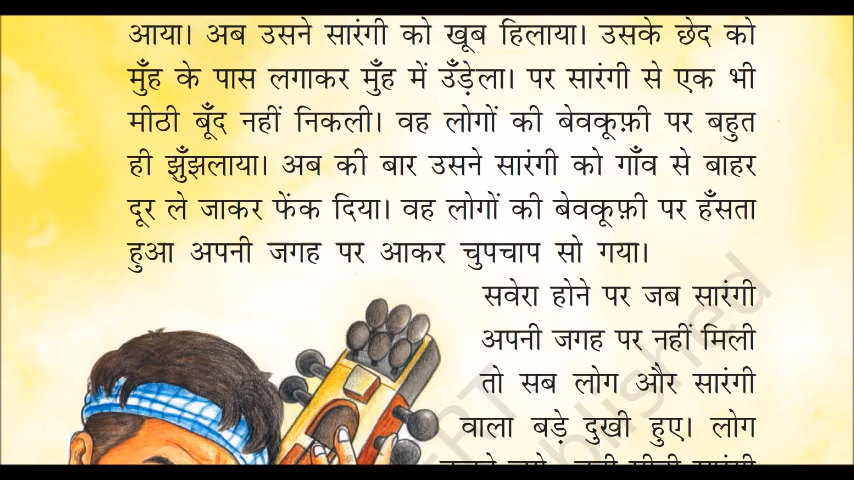 आया। अब उसने सारंगी को खूब हिलाया। उसके छेद को
मुँह के पास लगाकर मुँह में उँड़ेला। पर सारंगी से एक भी
मीठी बूँद नहीं निकली। वह लोगों की बेवकूफ़ी पर बहुत
ही झुँझलाया। अब की बार उसने सारंगी को गाँव से बाहर
दूर ले जाकर फेंक दिया। वह लोगों की बेवकूफ़ी पर हँसता
हुआ अपनी जगह पर आकर चुपचाप सो गया।
सवेरा होने पर जब सारंगी
अपनी जगह पर नहीं मिली
तो सब लोग और सारंगी
वाला बड़े दुखी हुए। लोग